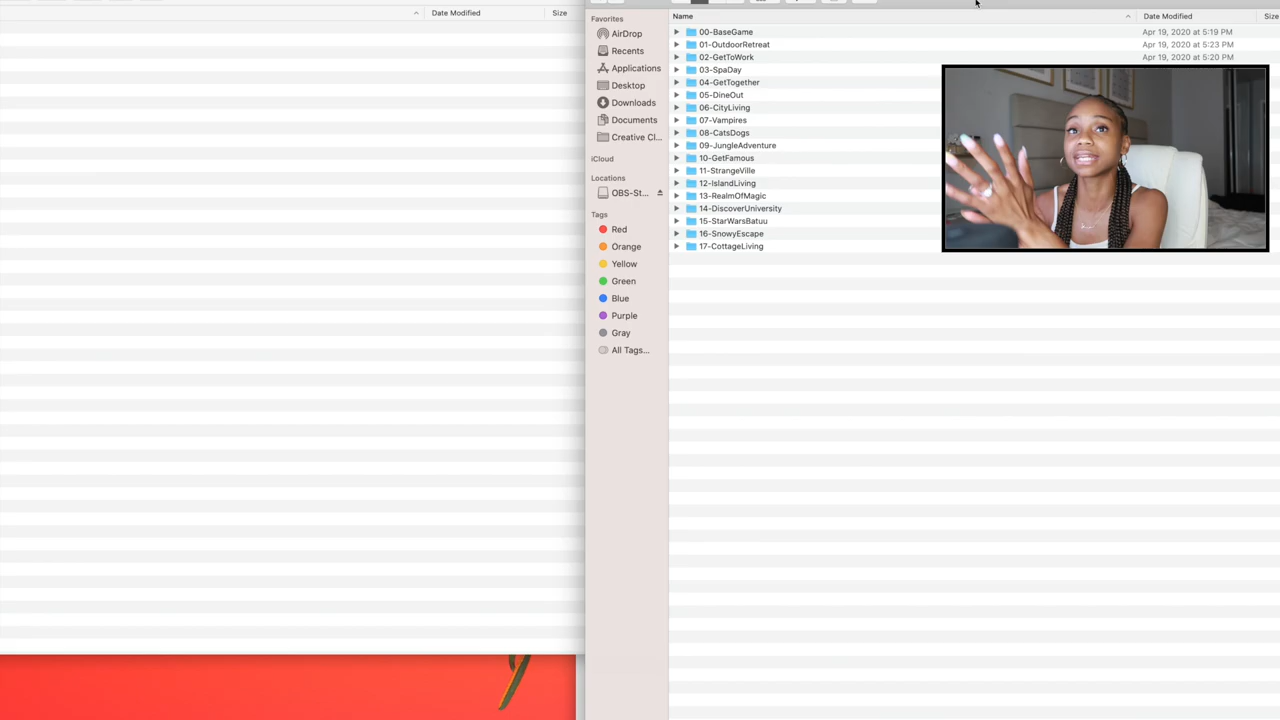 Date Modified
Size
Name
Date Modified
Size
Favorites
AirDrop
Recents
Applications
Desktop
Downloads
Documents
Creative Cl...
iCloud
Locations
OBS-St...
Tags
Red
Orange
Yellow
Green
Blue
Purple
Gray
All Tags...
00-BaseGame
Apr 19, 2020 at 5:19 PM
01-OutdoorRetreat
Apr 19, 2020 at 5:23 PM
02-GetToWork
Apr 19, 2020 at 5:20 PM
03-SpaDay
04-GetTogether
05-DineOut
06-CityLiving
07-Vampires
08-CatsDogs
09-JungleAdventure
10-GetFamous
11-StrangeVille
12-IslandLiving
13-RealmOfMagic
14-DiscoverUniversity
15-StarWarsBatuu
16-SnowyEscape
17-CottageLiving